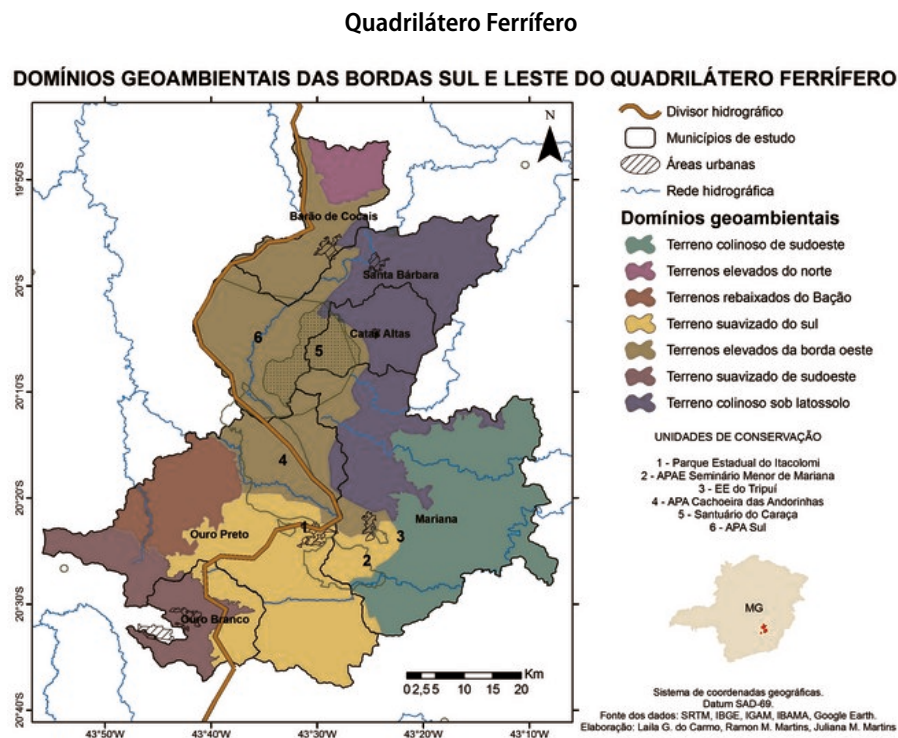 Quadrilátero Ferrífero
DOMÍNIOS GEOAMBIENTAIS DAS BORDAS SUL E LESTE DO QUADRILÁTERO FERRÍFERO
N
19°50'S
20°S
20°10'S
20°20'S
20°30'S
20°40'S
Barão de Cocais
Santa Bárbara
Catas Altas
6
5
4
Mariana
Ouro Preto
1
3
2
Ouro Branco
Km
0 2,5 5 10 15 20
43°50'W
43°40'W
43°30'W
43°20'W
43°10'W
Divisor hidrográfico
Municípios de estudo
Áreas urbanas
Rede hidrográfica
Domínios geoambientais
Terreno colinoso de sudoeste
Terrenos elevados do norte
Terrenos rebaixados do Bação
Terreno suavizado do sul
Terrenos elevados da borda oeste
Terreno suavizado de sudoeste
Terreno colinoso sob latossolo
UNIDADES DE CONSERVAÇÃO
1 - Parque Estadual do Itacolomi
2 - APAE Seminário Menor de Mariana
3 - EE do Tripuí
4 - APA Cachoeira das Andorinhas
5 - Santuário do Caraça
6 - APA Sul
MG
Sistema de coordenadas geográficas.
Datum SAD-69.
Fonte dos dados: SRTM, IBGE, IGAM, IBAMA, Google Earth.
Elaboração: Laila G. do Carmo, Ramon M. Martins, Juliana M. Martins